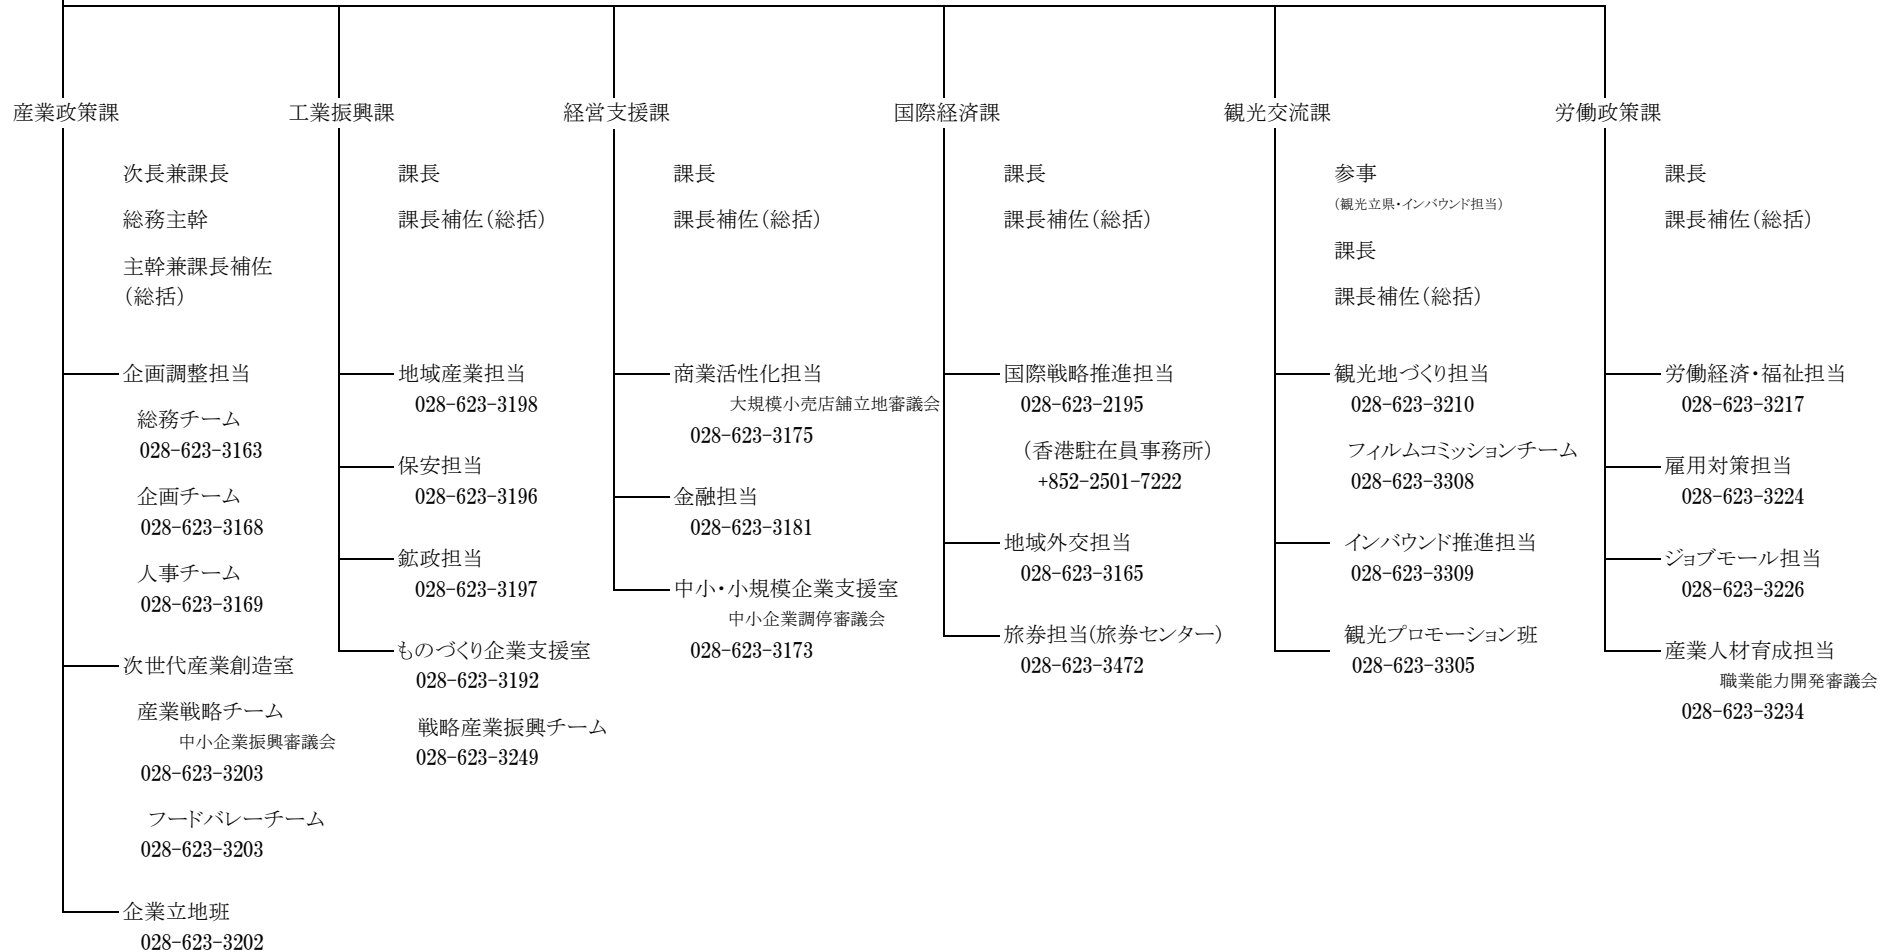 産業政策課
次長兼課長
総務主幹
主幹兼課長補佐
（総括）
企画調整担当
総務チーム
028-623-3163
企画チーム
028-623-3168
人事チーム
028-623-3169
次世代産業創造室
産業戦略チーム
中小企業振興審議会
028-623-3203
フードバレーチーム
028-623-3203
企業立地班
028-623-3202
工業振興課
課長
課長補佐（総括）
地域産業担当
028-623-3198
保安担当
028-623-3196
鉱政担当
028-623-3197
ものづくり企業支援室
028-623-3192
戦略産業振興チーム
028-623-3249
経営支援課
課長
課長補佐（総括）
商業活性化担当
大規模小売店舗立地審議会
028-623-3175
金融担当
028-623-3181
中小・小規模企業支援室
中小企業調停審議会
028-623-3173
国際経済課
課長
課長補佐（総括）
国際戦略推進担当
028-623-2195
（香港駐在員事務所）
+852-2501-7222
地域外交担当
028-623-3165
旅券担当(旅券センター)
028-623-3472
観光交流課
参事
（観光立県・インバウンド担当）
課長
課長補佐（総括）
観光地づくり担当
028-623-3210
フィルムコミッションチーム
028-623-3308
インバウンド推進担当
028-623-3309
観光プロモーション班
028-623-3305
労働政策課
課長
課長補佐（総括）
労働経済・福祉担当
028-623-3217
雇用対策担当
028-623-3224
ジョブモール担当
028-623-3226
産業人材育成担当
職業能力開発審議会
028-623-3234